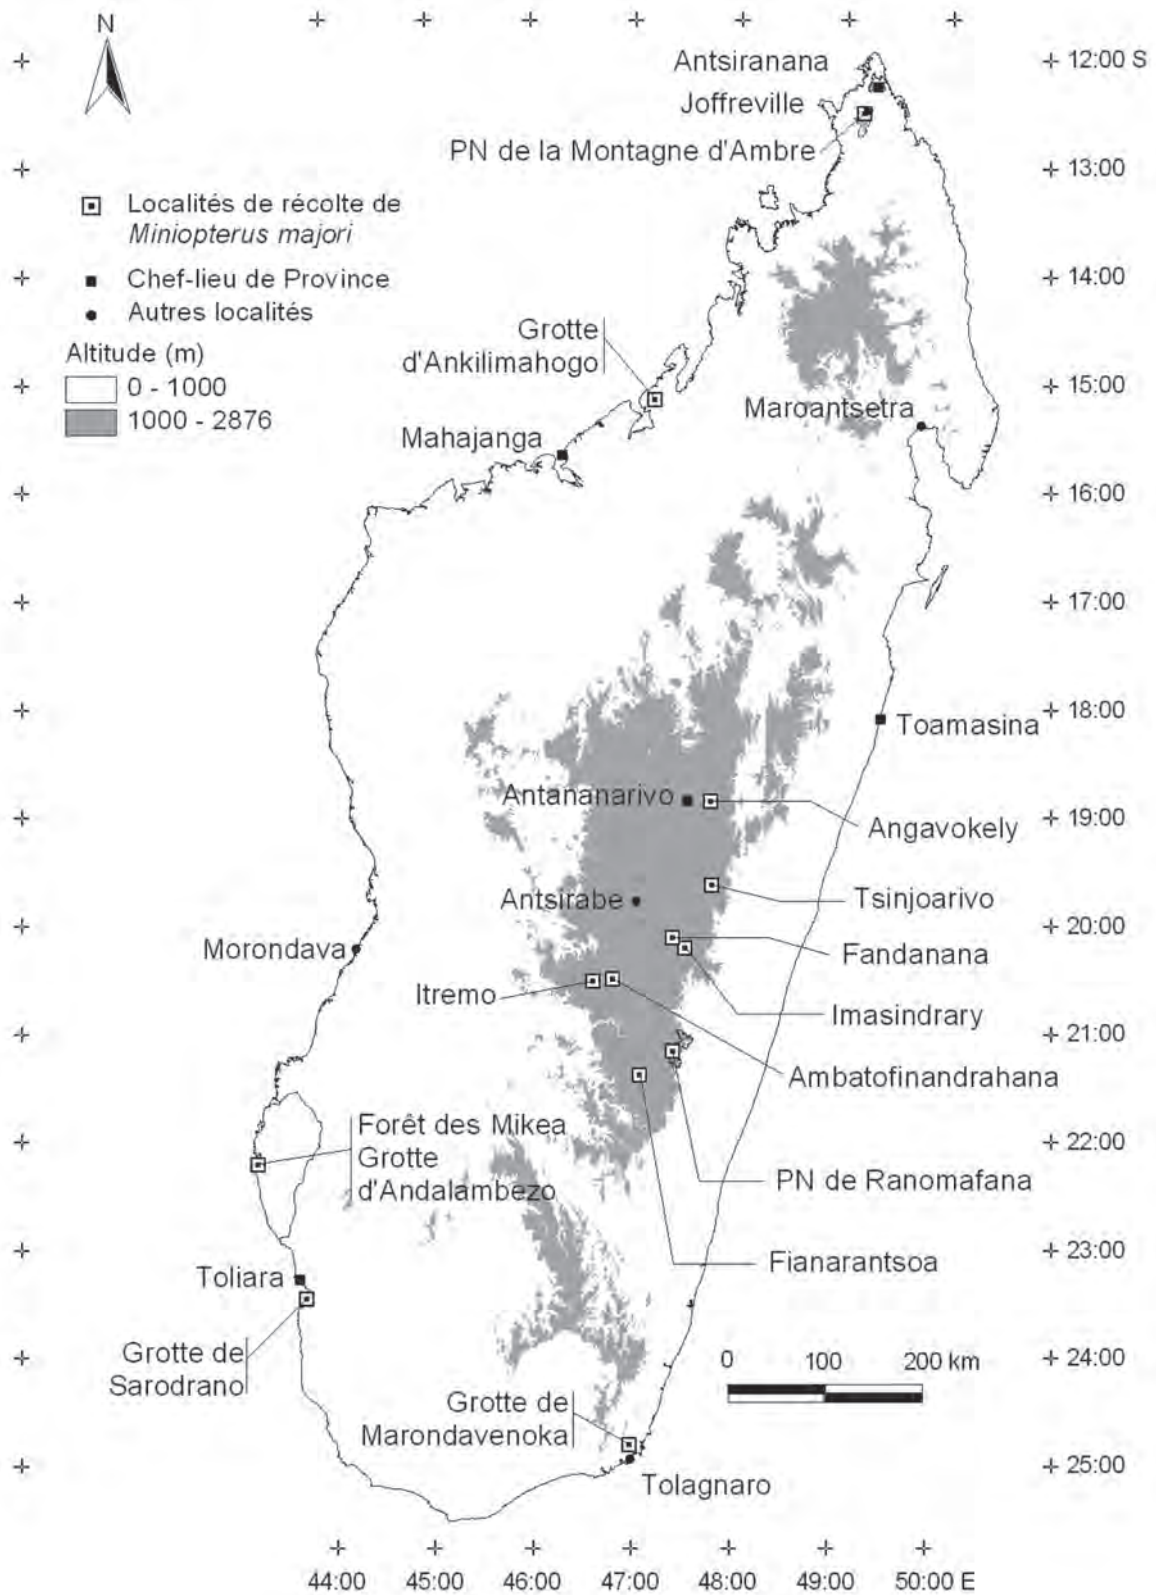 N
12:00 S
Antsiranana
Joffreville
PN de la Montagne d'Ambre
13:00
Localités de récolte de
Miniopterus majori
Chef-lieu de Province
Autres localités
Altitude (m)
0 - 1000
1000 - 2876
14:00
Grotte
d'Ankilimahogo
15:00
Maroantsetra
Mahajanga
16:00
17:00
18:00
Toamasina
Antananarivo
19:00
Angavokely
Antsirabe
Tsinjoarivo
20:00
Morondava
Fandanana
Itremo
Imasindrary
21:00
Ambatofinandrahana
Forêt des Mikea
Grotte
d'Andalambezo
22:00
PN de Ranomafana
23:00
Fianarantsoa
Toliara
Grotte de
Sarodrano
24:00
0 100 200 km
Grotte de
Marondavenoka
25:00
Tolagnaro
44:00 45:00 46:00 47:00 48:00 49:00 50:00 E